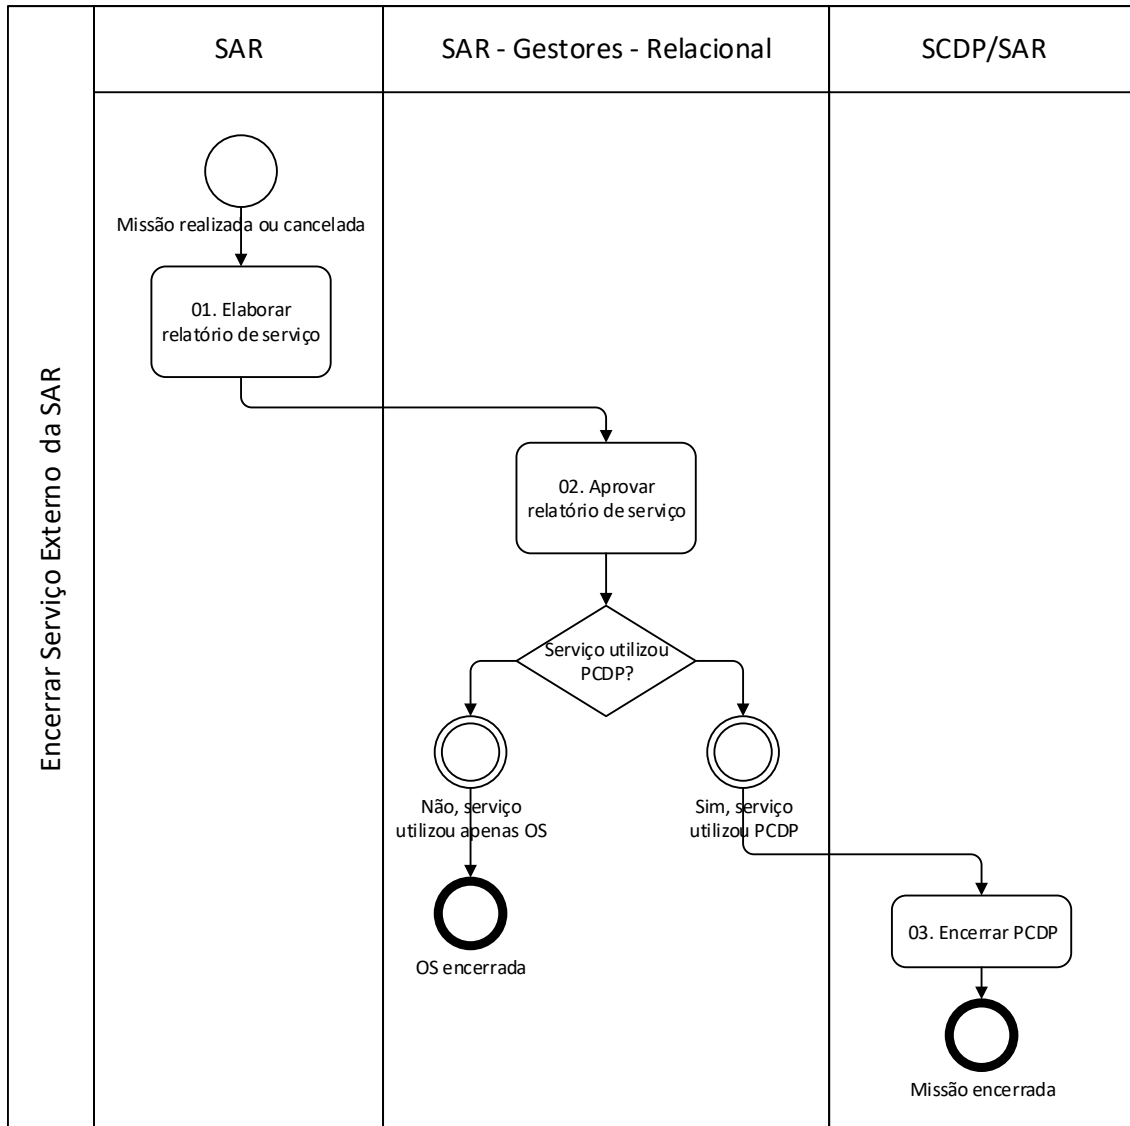 SAR
SAR - Gestores - Relacional
SCDP/SAR
Encerrar Serviço Externo da SAR
Missão realizada ou cancelada
01. Elaborar
relatório de serviço
02. Aprovar
relatório de serviço
Serviço utilizou
PCDP?
Não, serviço
utilizou apenas OS
Sim, serviço
utilizou PCDP
OS encerrada
03. Encerrar PCDP
Missão encerrada